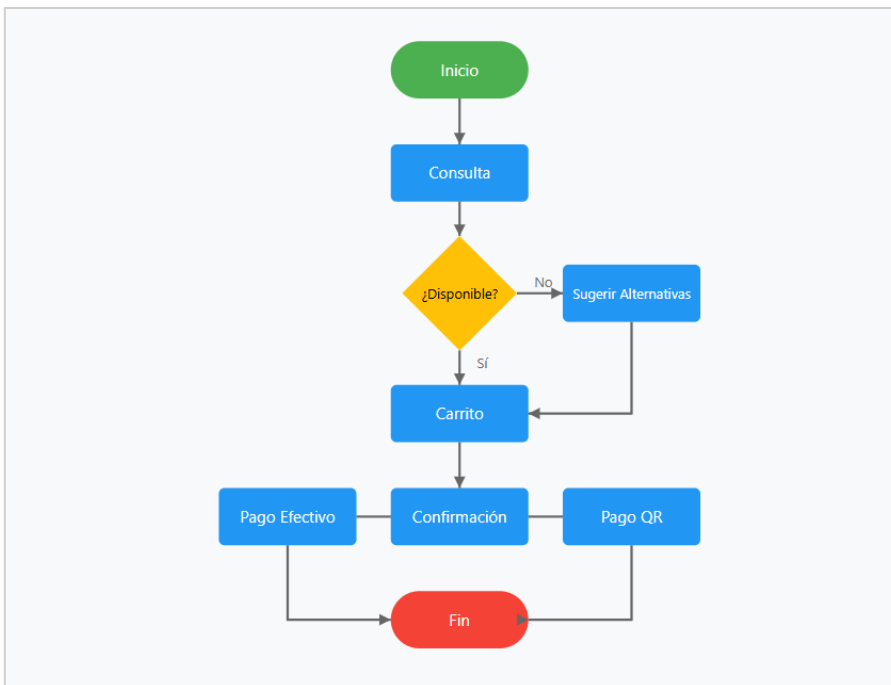 Inicio
Consulta
¿Disponible?
No
Sugerir Alternativas
Sí
Carrito
Pago Efectivo
Confirmación
Pago QR
Fin